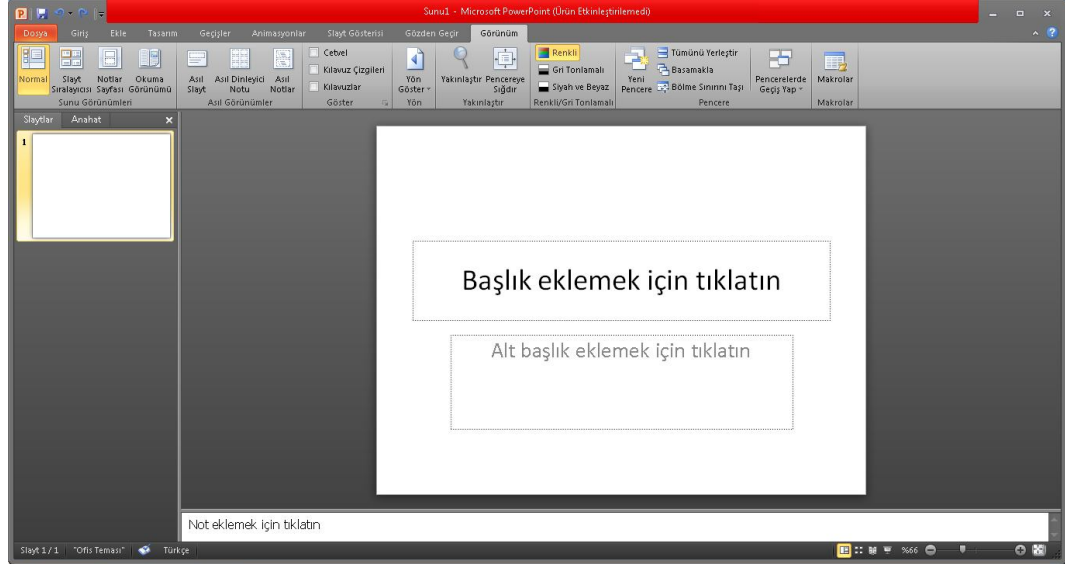 Sunu1 - Microsoft PowerPoint (Ürün Etkinleştirilemedi)
Dosya Giriş Ekle Tasarım Geçişler Animasyonlar Slayt Gösterisi Gözden Geçir Görünüm
Normal
Slayt Sıralayıcısı
Notlar Sayfası
Okuma Görünümü
Sunu Görünümleri
Asıl Slayt
Asıl Dinleyici Notu
Asıl Notlar
Asıl Görünümler
Cetvel
Kılavuz Çizgileri
Kılavuzlar
Göster
Yön Göster
Yön
Yakınlaştır
Pencereye Sığdır
Yakınlaştır
Renkli
Gri Tonlamalı
Siyah ve Beyaz
Renkli/Gri Tonlamalı
Yeni Pencere
Tümünü Yerleştir
Basamakla
Bölme Sınırını Taşı
Pencerelerde Geçiş Yap
Pencere
Makrolar
Makrolar
Slaytlar Anahat x
1
Başlık eklemek için tıklatın
Alt başlık eklemek için tıklatın
Not eklemek için tıklatın
Slayt 1 / 1 "Ofis Teması" Türkçe %66